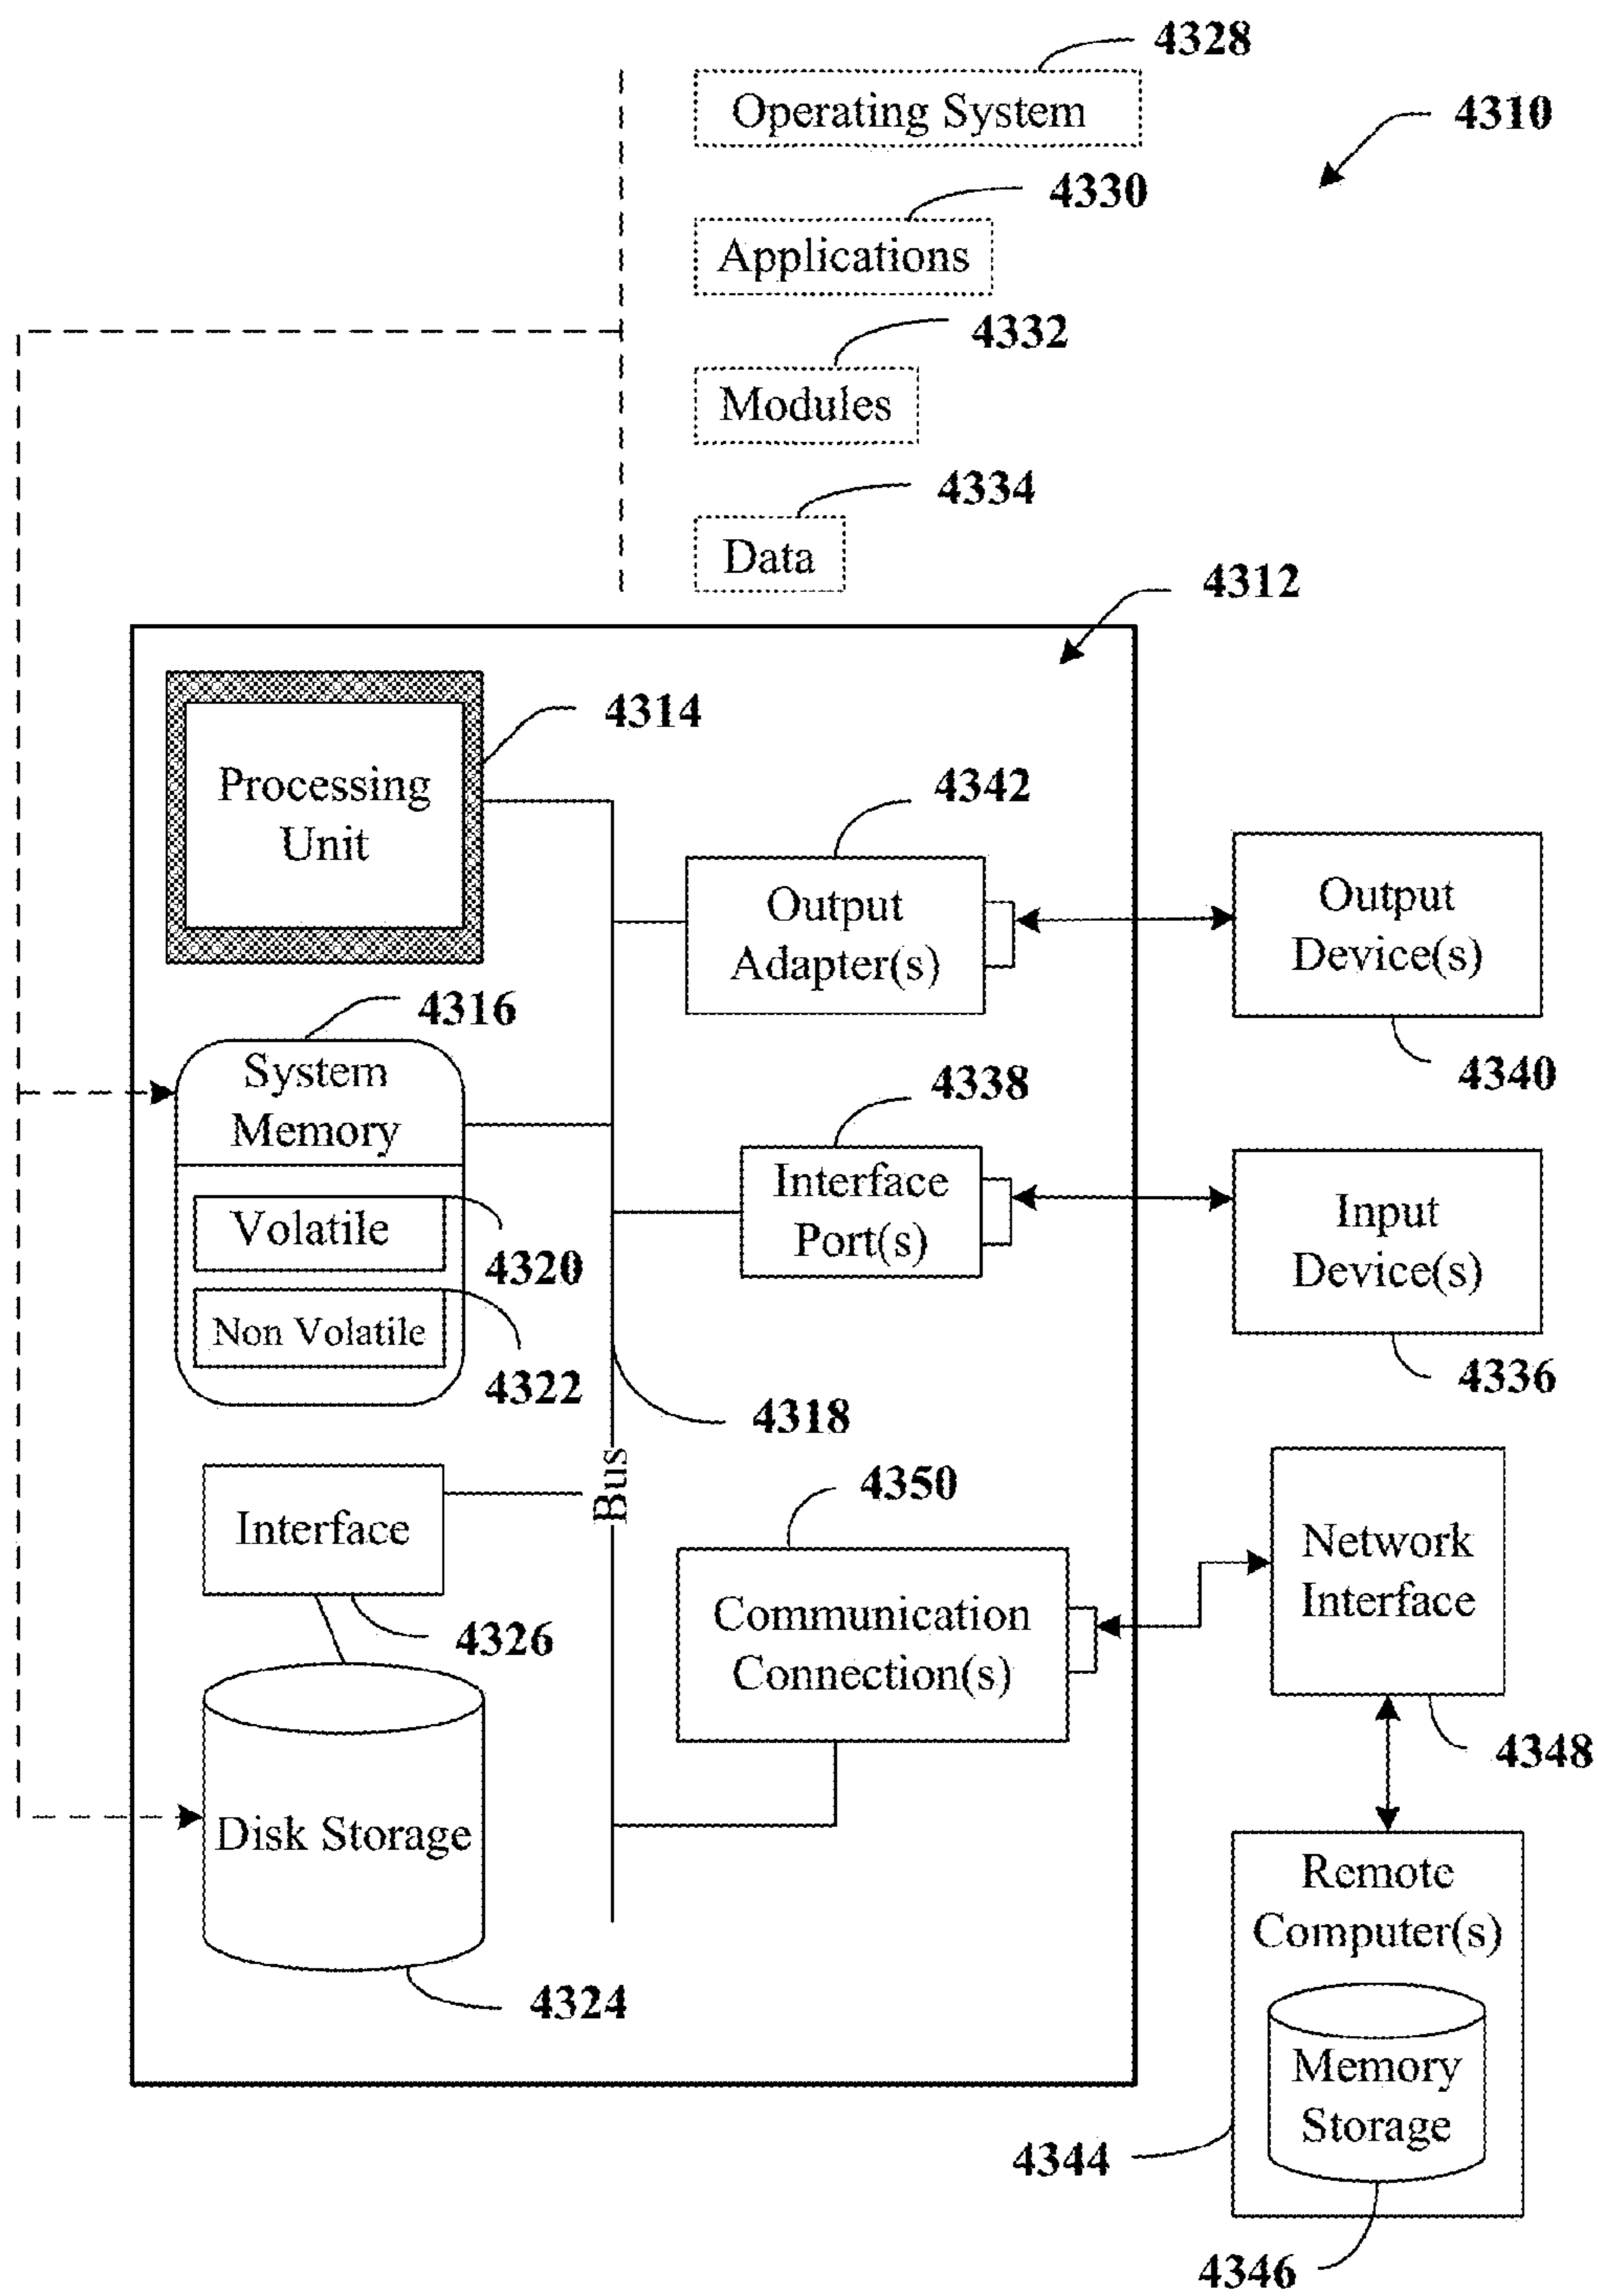 4328
Operating System
4310
4330
Applications
4332
Modules
4334
Data
4312
4314
Processing
Unit
4342
Output
Adapter(s)
Output
Device(s)
4340
4316
System
Memory
4338
Interface
Port(s)
Input
Device(s)
4336
Volatile
4320
Non Volatile
4322
4318
Bus
4350
Interface
4326
Communication
Connection(s)
Network
Interface
4348
Disk Storage
4324
Remote
Computer(s)
Memory
Storage
4344
4346